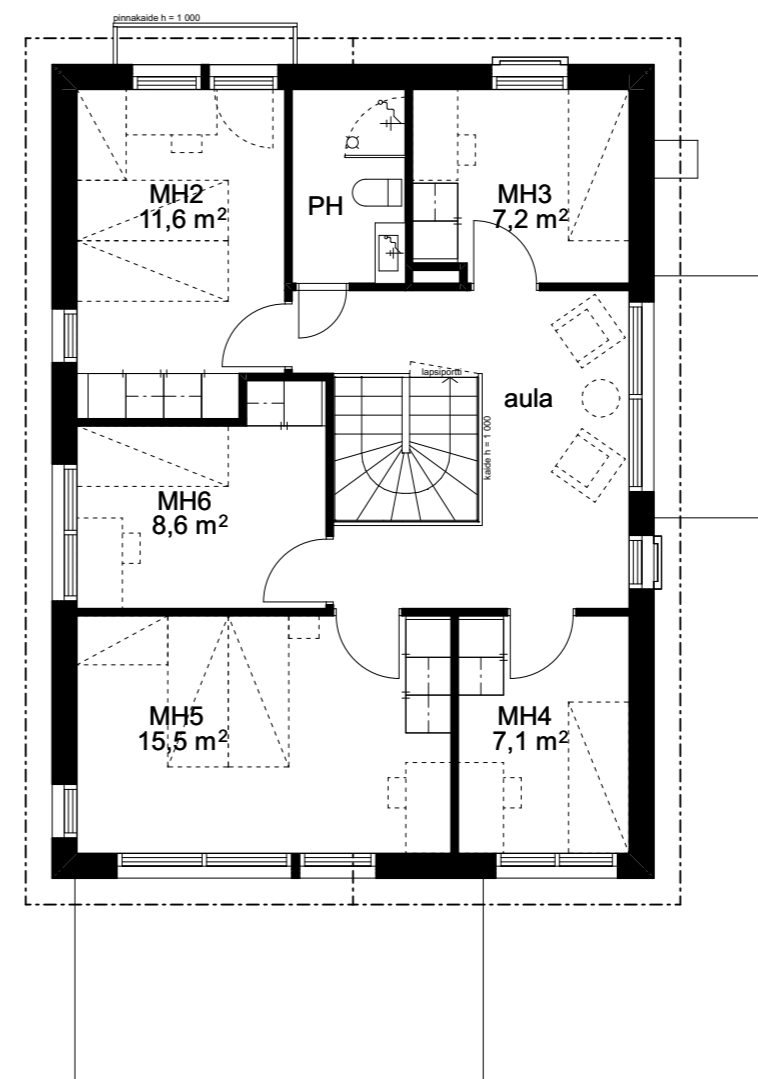 pinnakaide h = 1 000
MH2
11,6 m²
PH
MH3
7,2 m²
lapsiportti
aula
kaide h = 1 000
MH6
8,6 m²
MH5
15,5 m²
MH4
7,1 m²